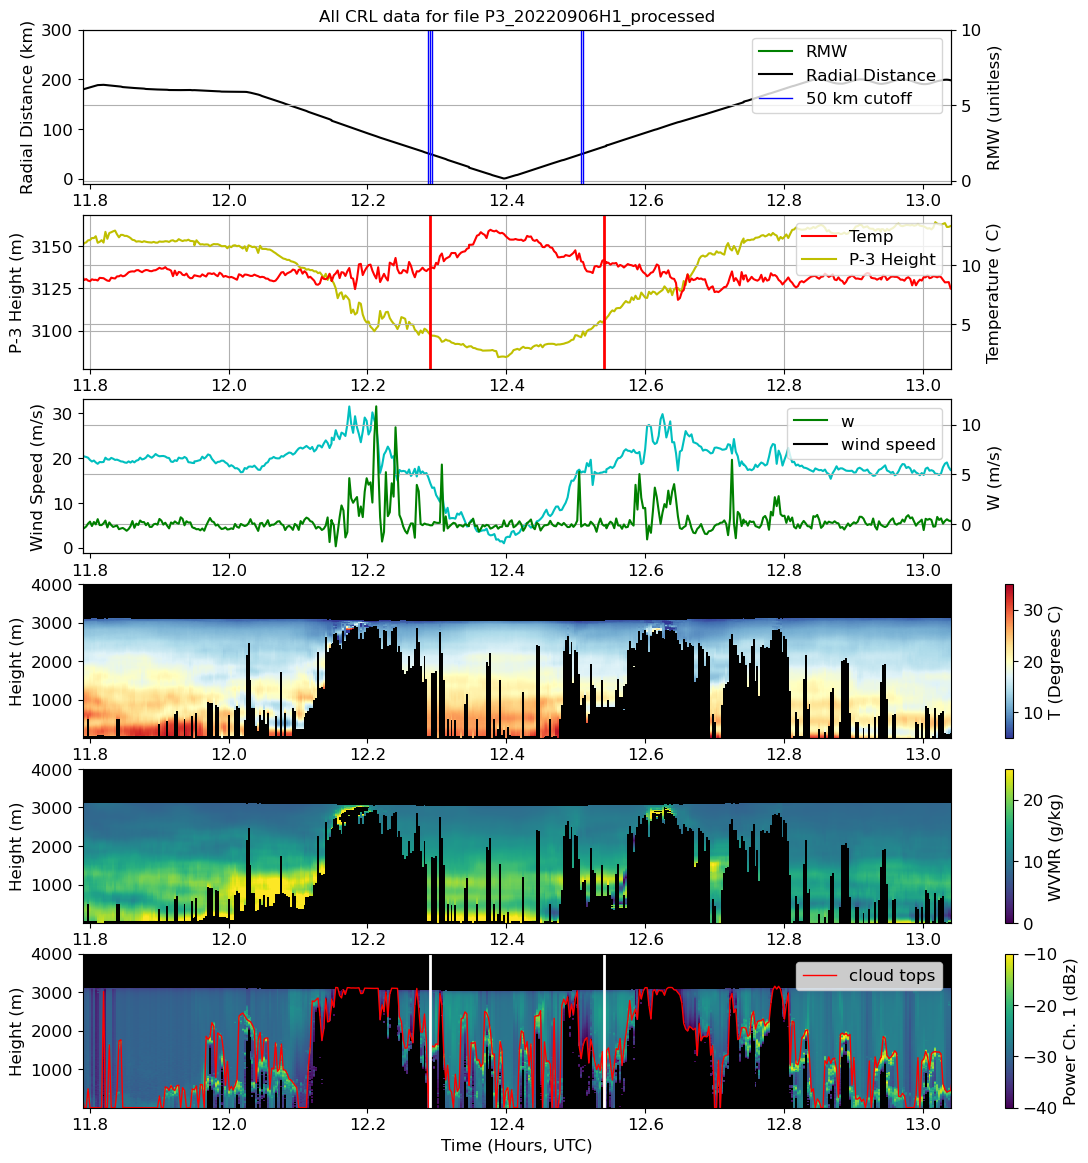 All CRL data for file P3_20220906H1_processed
Radial Distance (km)
300
200
100
0
RMW
Radial Distance
50 km cutoff
10
5
0
RMW (unitless)
11.8 12.0 12.2 12.4 12.6 12.8 13.0
P-3 Height (m)
3150
3125
3100
Temp
P-3 Height
10
5
Temperature ( C)
11.8 12.0 12.2 12.4 12.6 12.8 13.0
Wind Speed (m/s)
30
20
10
0
w
wind speed
10
5
0
W (m/s)
11.8 12.0 12.2 12.4 12.6 12.8 13.0
Height (m)
4000
3000
2000
1000
30
20
10
T (Degrees C)
11.8 12.0 12.2 12.4 12.6 12.8 13.0
Height (m)
4000
3000
2000
1000
20
10
0
WVMR (g/kg)
11.8 12.0 12.2 12.4 12.6 12.8 13.0
Height (m)
4000
3000
2000
1000
cloud tops
−10
−20
−30
−40
Power Ch. 1 (dBz)
11.8 12.0 12.2 12.4 12.6 12.8 13.0
Time (Hours, UTC)